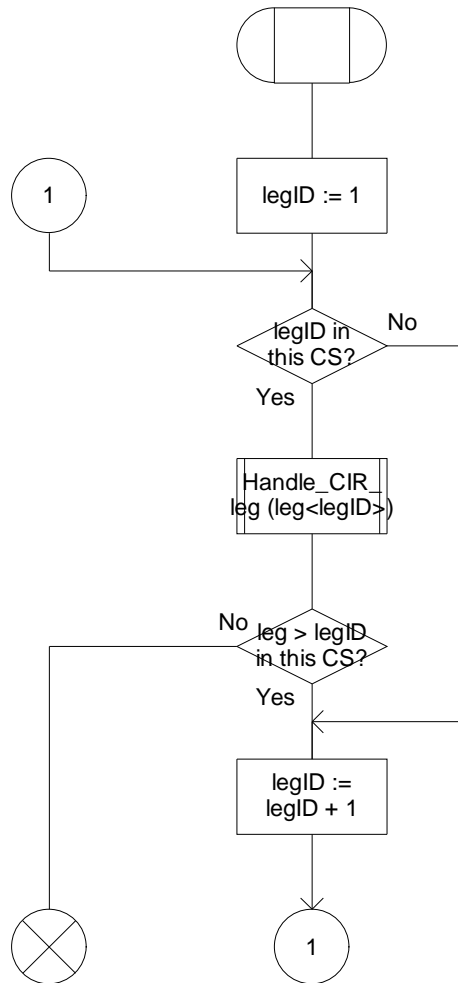 1
legID := 1
legID in
this CS?
No
Yes
Handle_CIR_
leg (leg<legID>)
No
leg > legID
in this CS?
Yes
legID :=
legID + 1
1